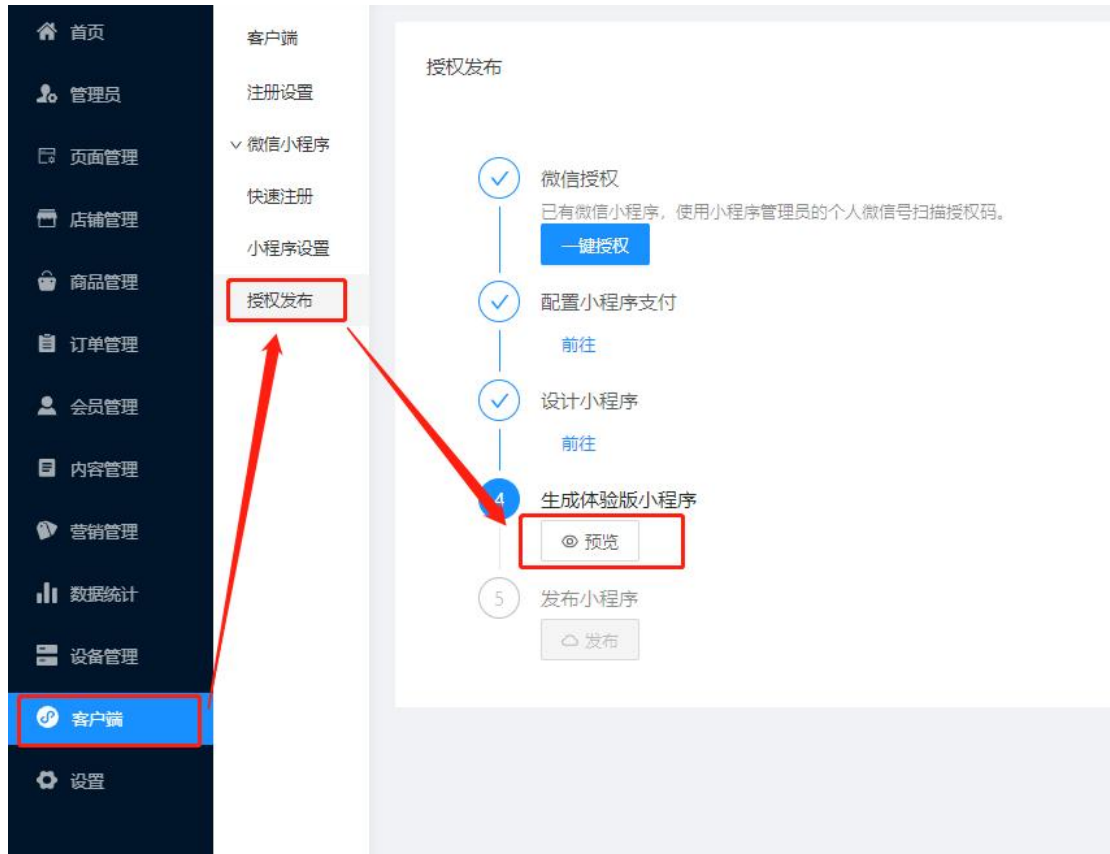 首页
管理员
页面管理
店铺管理
商品管理
订单管理
会员管理
内容管理
营销管理
数据统计
设备管理
客户端
设置
客户端
注册设置
微信小程序
快速注册
小程序设置
授权发布
授权发布
微信授权
已有微信小程序，使用小程序管理员的个人微信号扫描授权码。
一键授权
配置小程序支付
前往
设计小程序
前往
4 生成体验版小程序
预览
5 发布小程序
发布